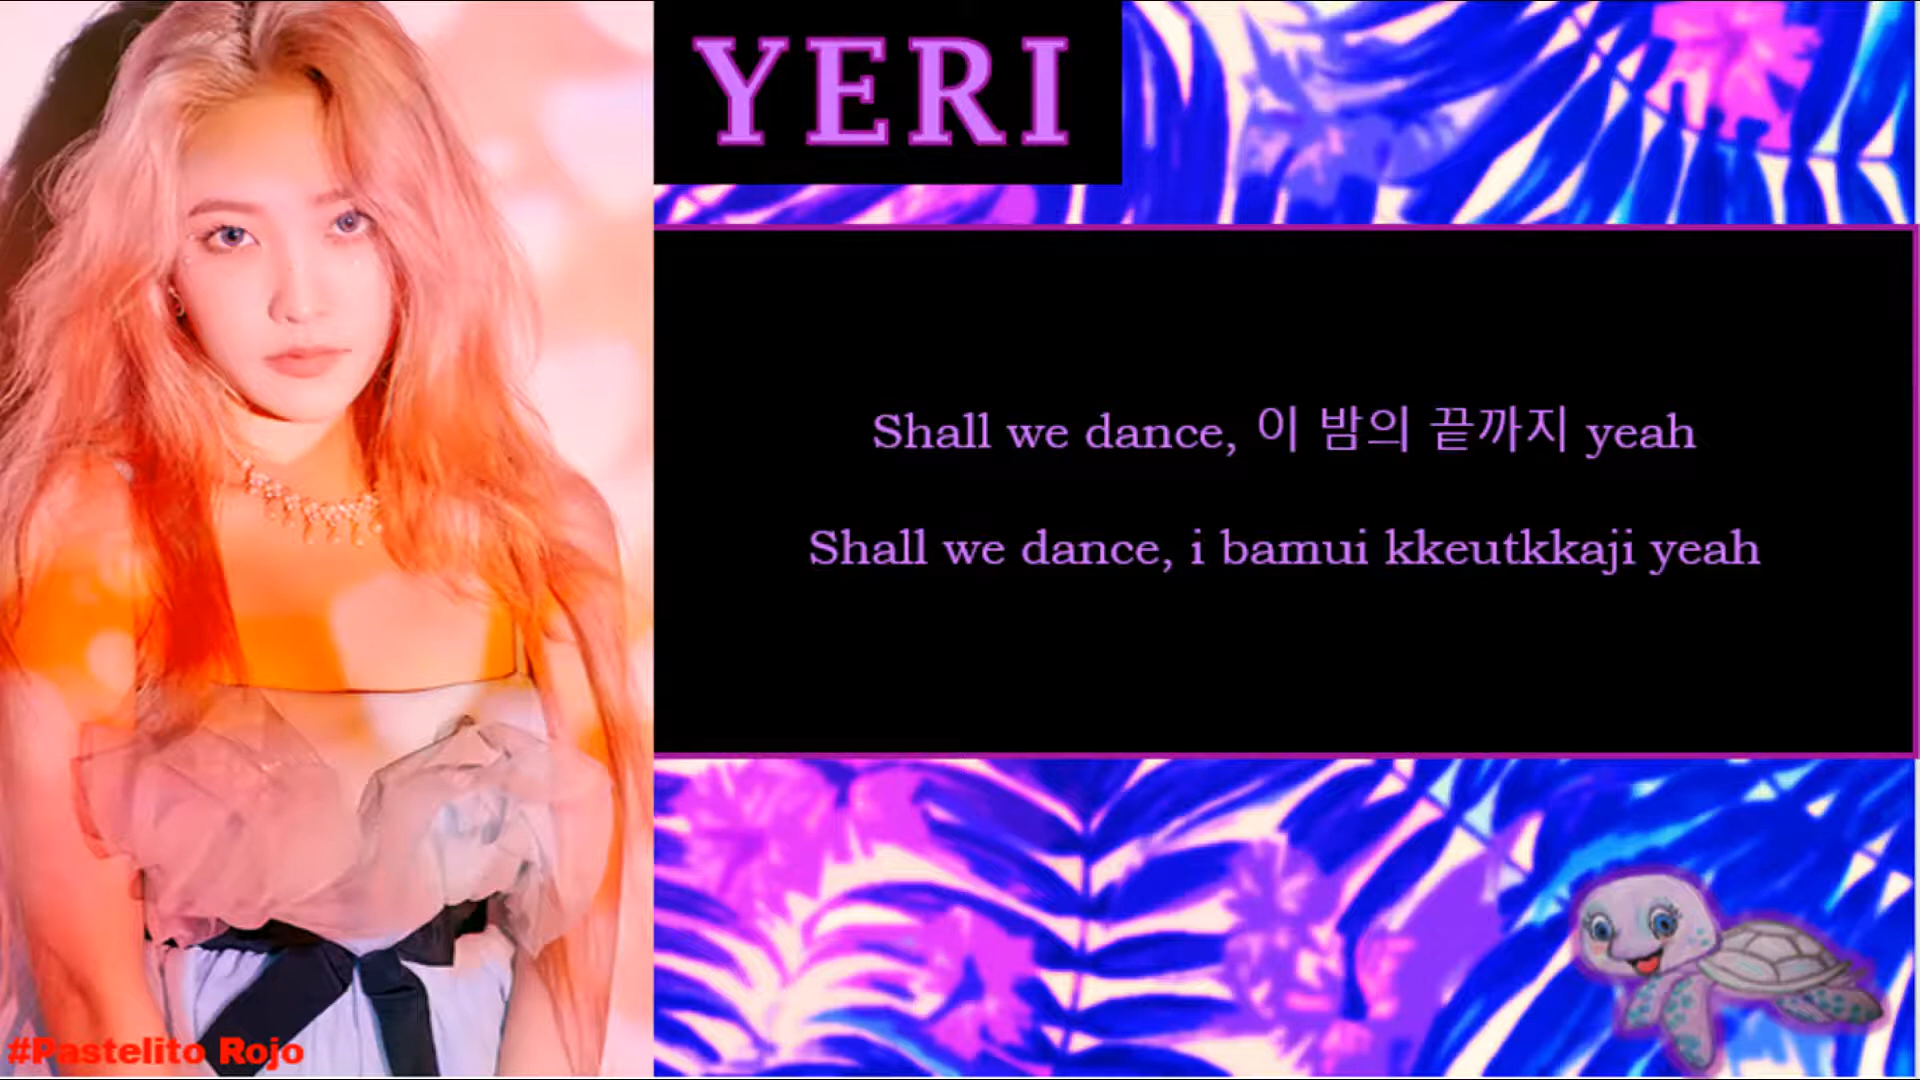 YERI
Shall we dance, 이 밤의 끝까지 yeah
Shall we dance, i bamui kkeutkkaji yeah
#Pastelito Rojo